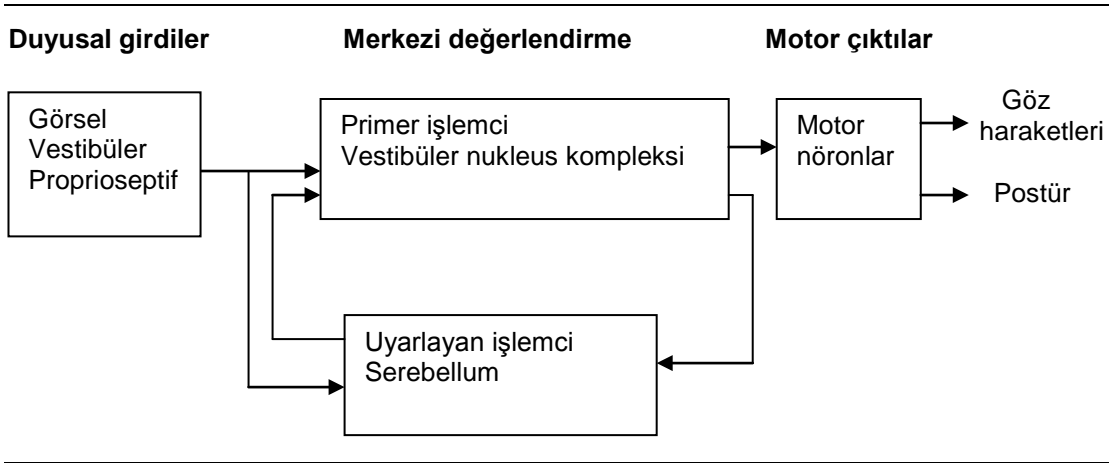 Duyusal girdiler
Merkezi değerlendirme
Motor çıktılar
Görsel
Vestibüler
Proprioseptif
Primer işlemci
Vestibüler nukleus kompleksi
Motor
nöronlar
Göz
haraketleri
Postür
Uyarlayan işlemci
Serebellum